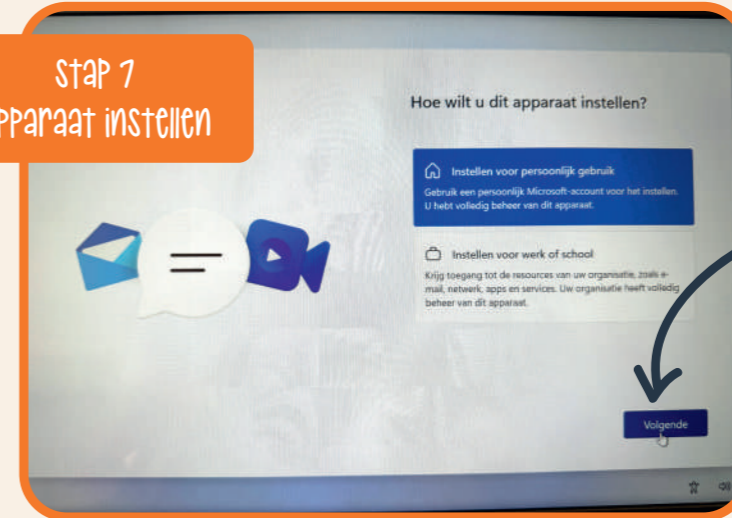 Stap 7
pparaat instellen
Hoe wilt u dit apparaat instellen?
Instellen voor persoonlijk gebruik
Gebruik een persoonlijk Microsoft-account voor het instellen.
U hebt volledig beheer van dit apparaat.
Instellen voor werk of school
Krijg toegang tot de resources van uw organisatie, zoals e-
mail, netwerk, apps en services. Uw organisatie heeft volledig
beheer van dit apparaat.
Volgende